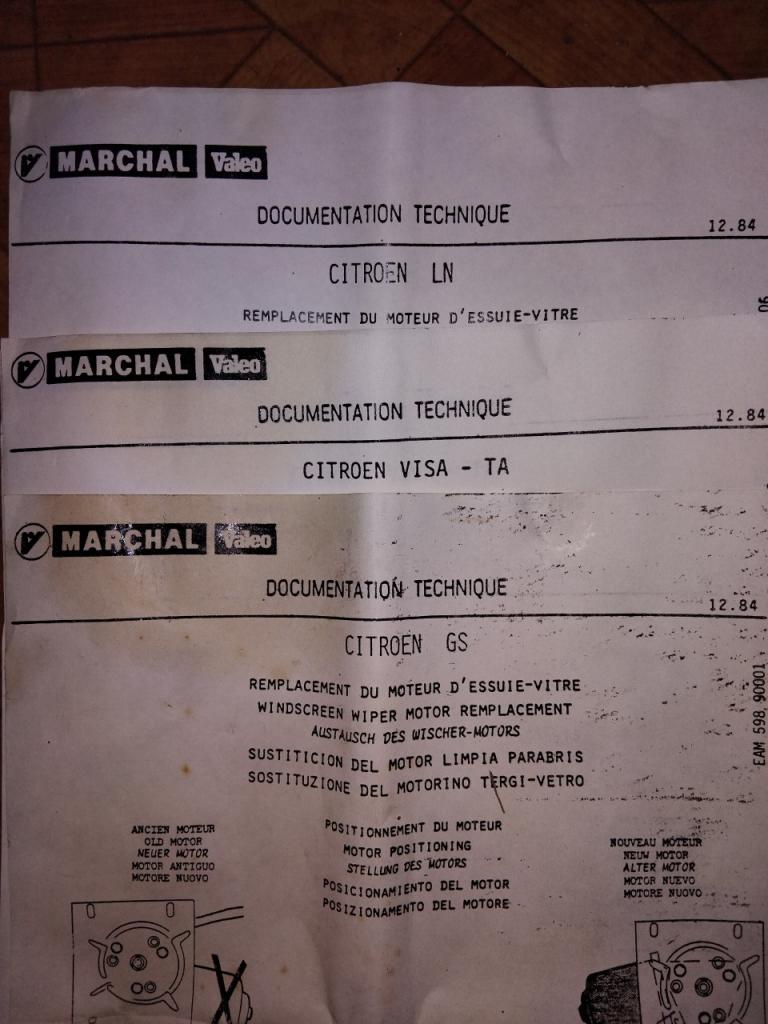 MARCHAL Valeo
DOCUMENTATION TECHNIQUE
12.84
CITROEN LN
REMPLACEMENT DU MOTEUR D'ESSUIE-VITRE
MARCHAL Valeo
DOCUMENTATION TECHNIQUE
12.84
CITROEN VISA - TA
MARCHAL Valeo
DOCUMENTATION TECHNIQUE
12.84
CITROEN GS
REMPLACEMENT DU MOTEUR D'ESSUIE-VITRE
WINDSCREEN WIPER MOTOR REMPLACEMENT
AUSTAUSCH DES WISCHER-MOTORS
SUSTITICION DEL MOTOR LIMPIA PARABRIS
SOSTITUZIONE DEL MOTORINO TERGI-VETRO
EAM 598 90001
ANCIEN MOTEUR
OLD MOTOR
NEUER MOTOR
MOTOR ANTIGUO
MOTORE NUOVO
POSITIONNEMENT DU MOTEUR
MOTOR POSITIONING
STELLUNG DES MOTORS
POSICIONAMIENTO DEL MOTOR
POSIZIONAMENTO DEL MOTORE
NOUVEAU MOTEUR
NEUW MOTOR
ALTER MOTOR
MOTOR NUEVO
MOTORE NUOVO